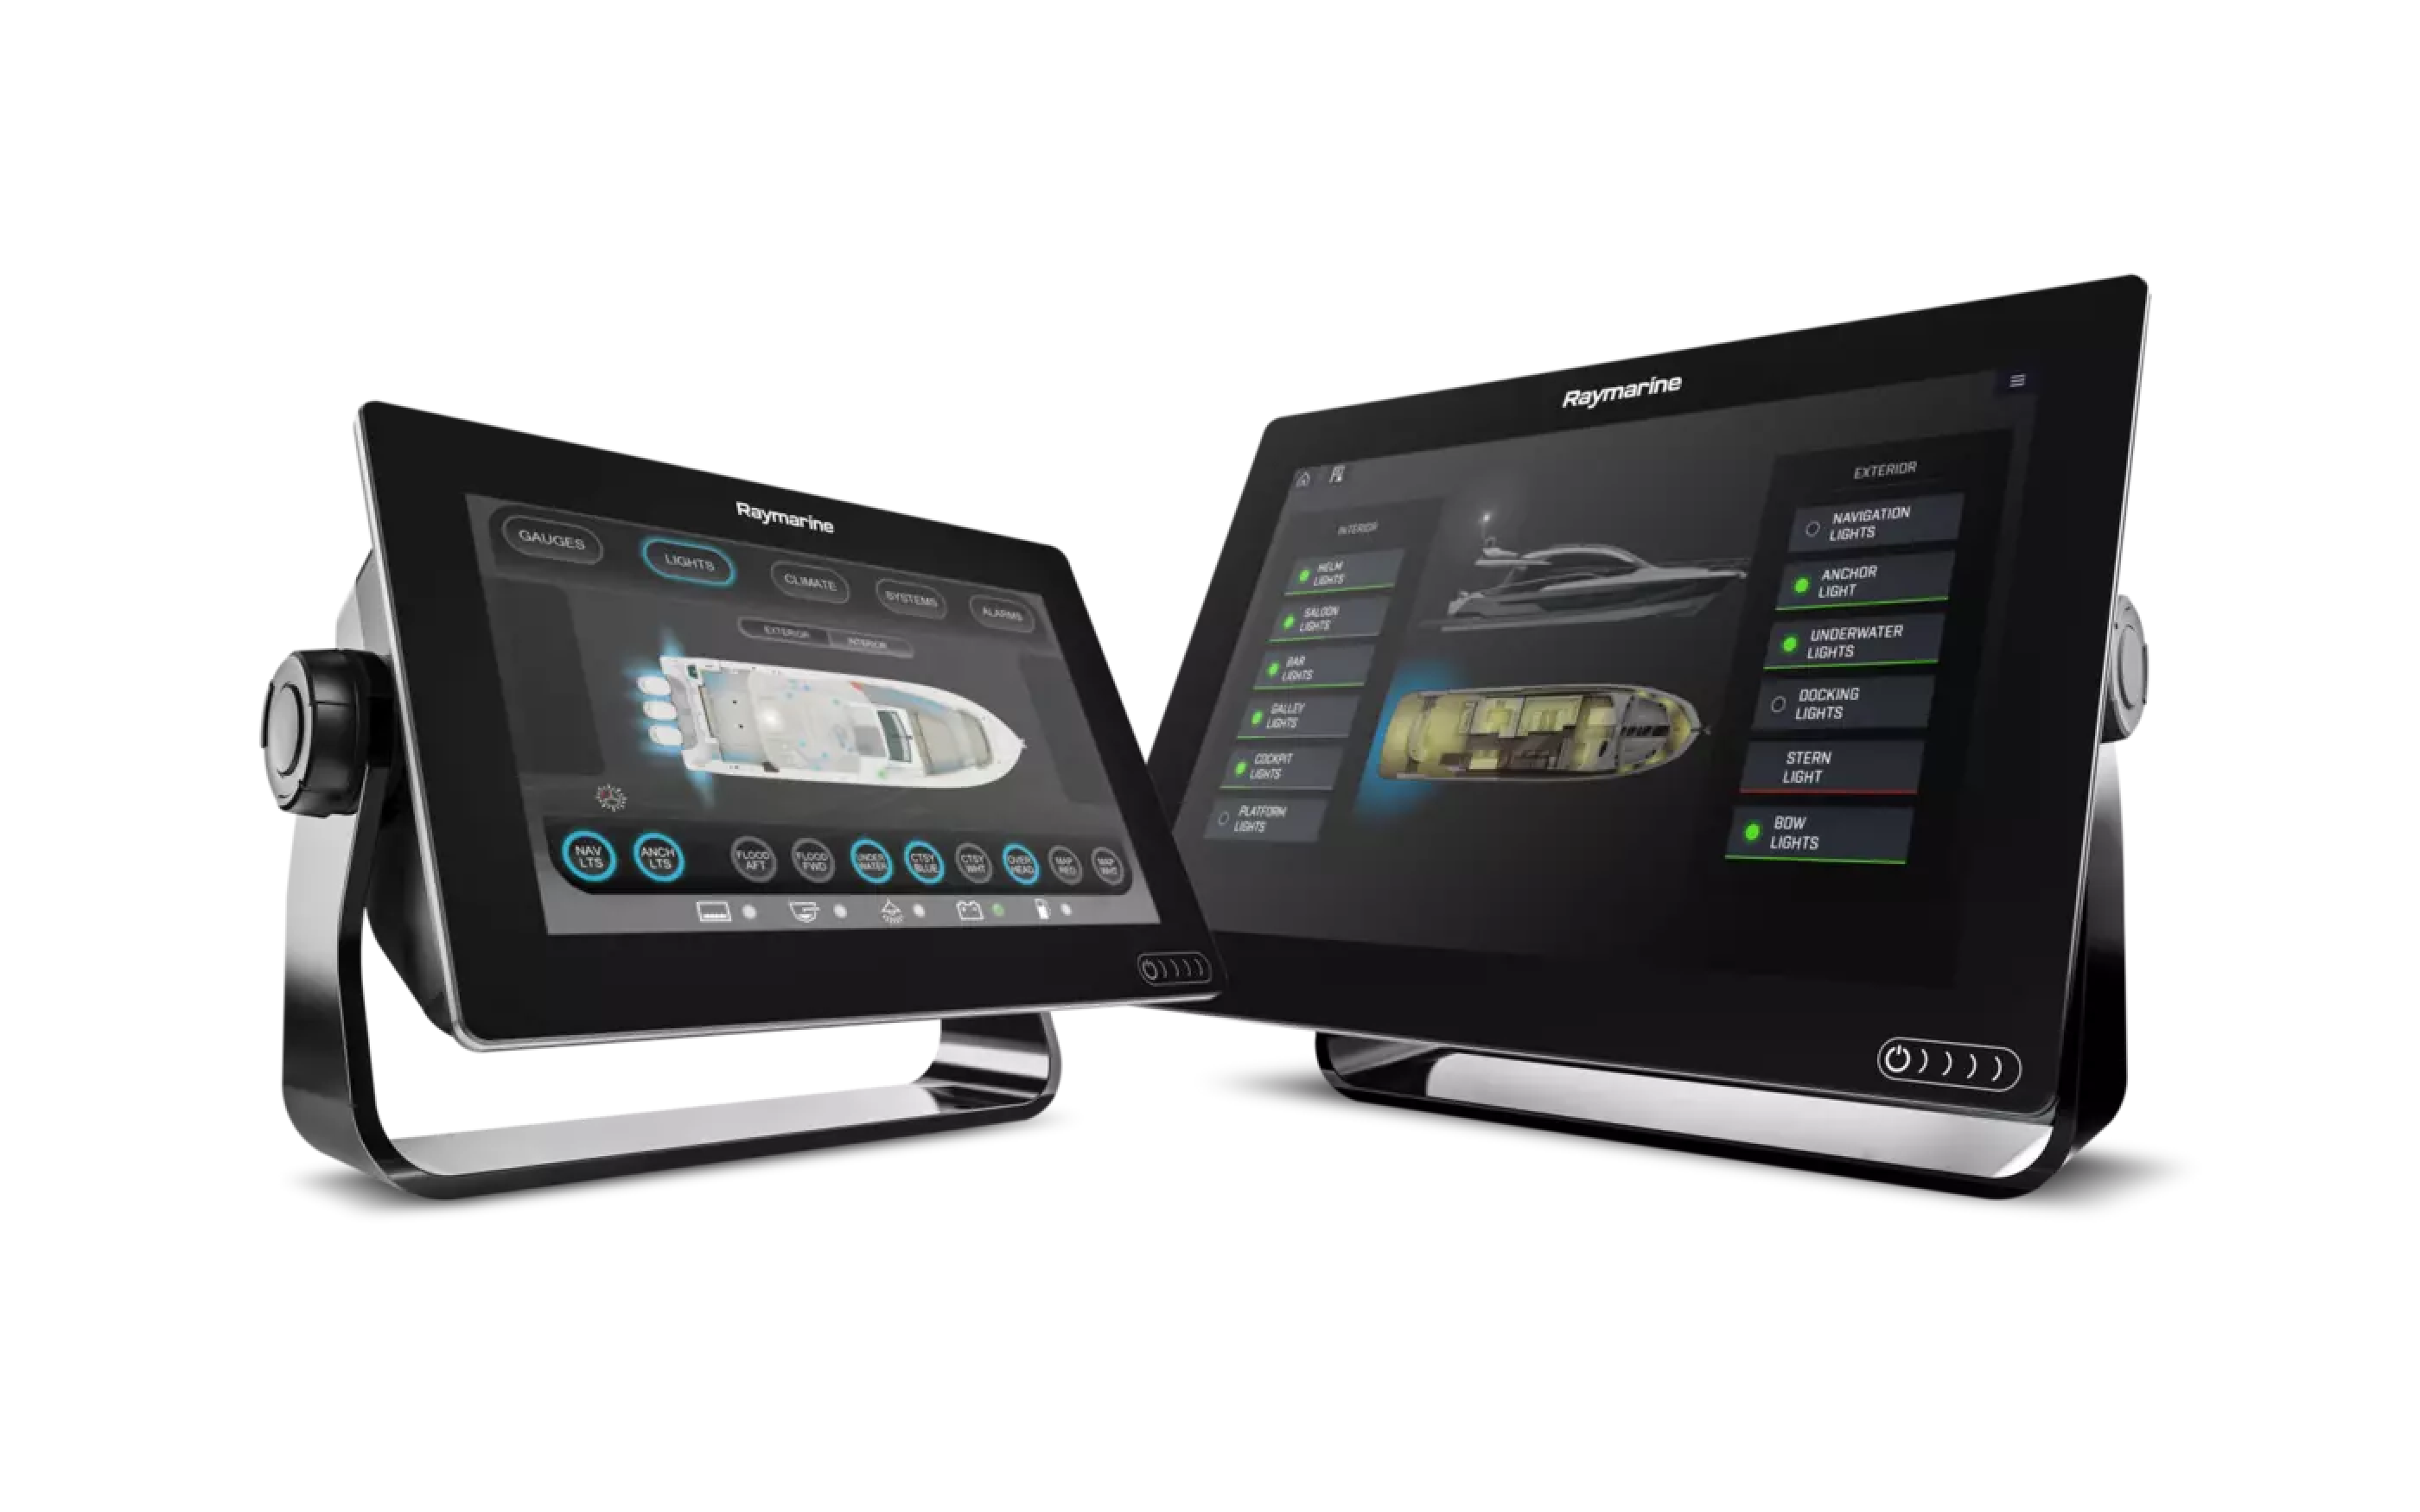 Raymarine
GAUGES
LIGHTS
CLIMATE
SYSTEMS
ALARMS
EXTERIOR
INTERIOR
NAV
LTS
ANCH
LTS
FLOOD
AFT
FLOOD
FWD
UNDER
WATER
CTSY
BLUE
CTSY
WHT
OVER
HEAD
MAP
RED
MAP
WHT
Raymarine
INTERIOR
HELM
LIGHTS
SALOON
LIGHTS
BAR
LIGHTS
GALLEY
LIGHTS
COCKPIT
LIGHTS
PLATFORM
LIGHTS
EXTERIOR
NAVIGATION
LIGHTS
ANCHOR
LIGHT
UNDERWATER
LIGHTS
DOCKING
LIGHTS
STERN
LIGHT
BOW
LIGHTS